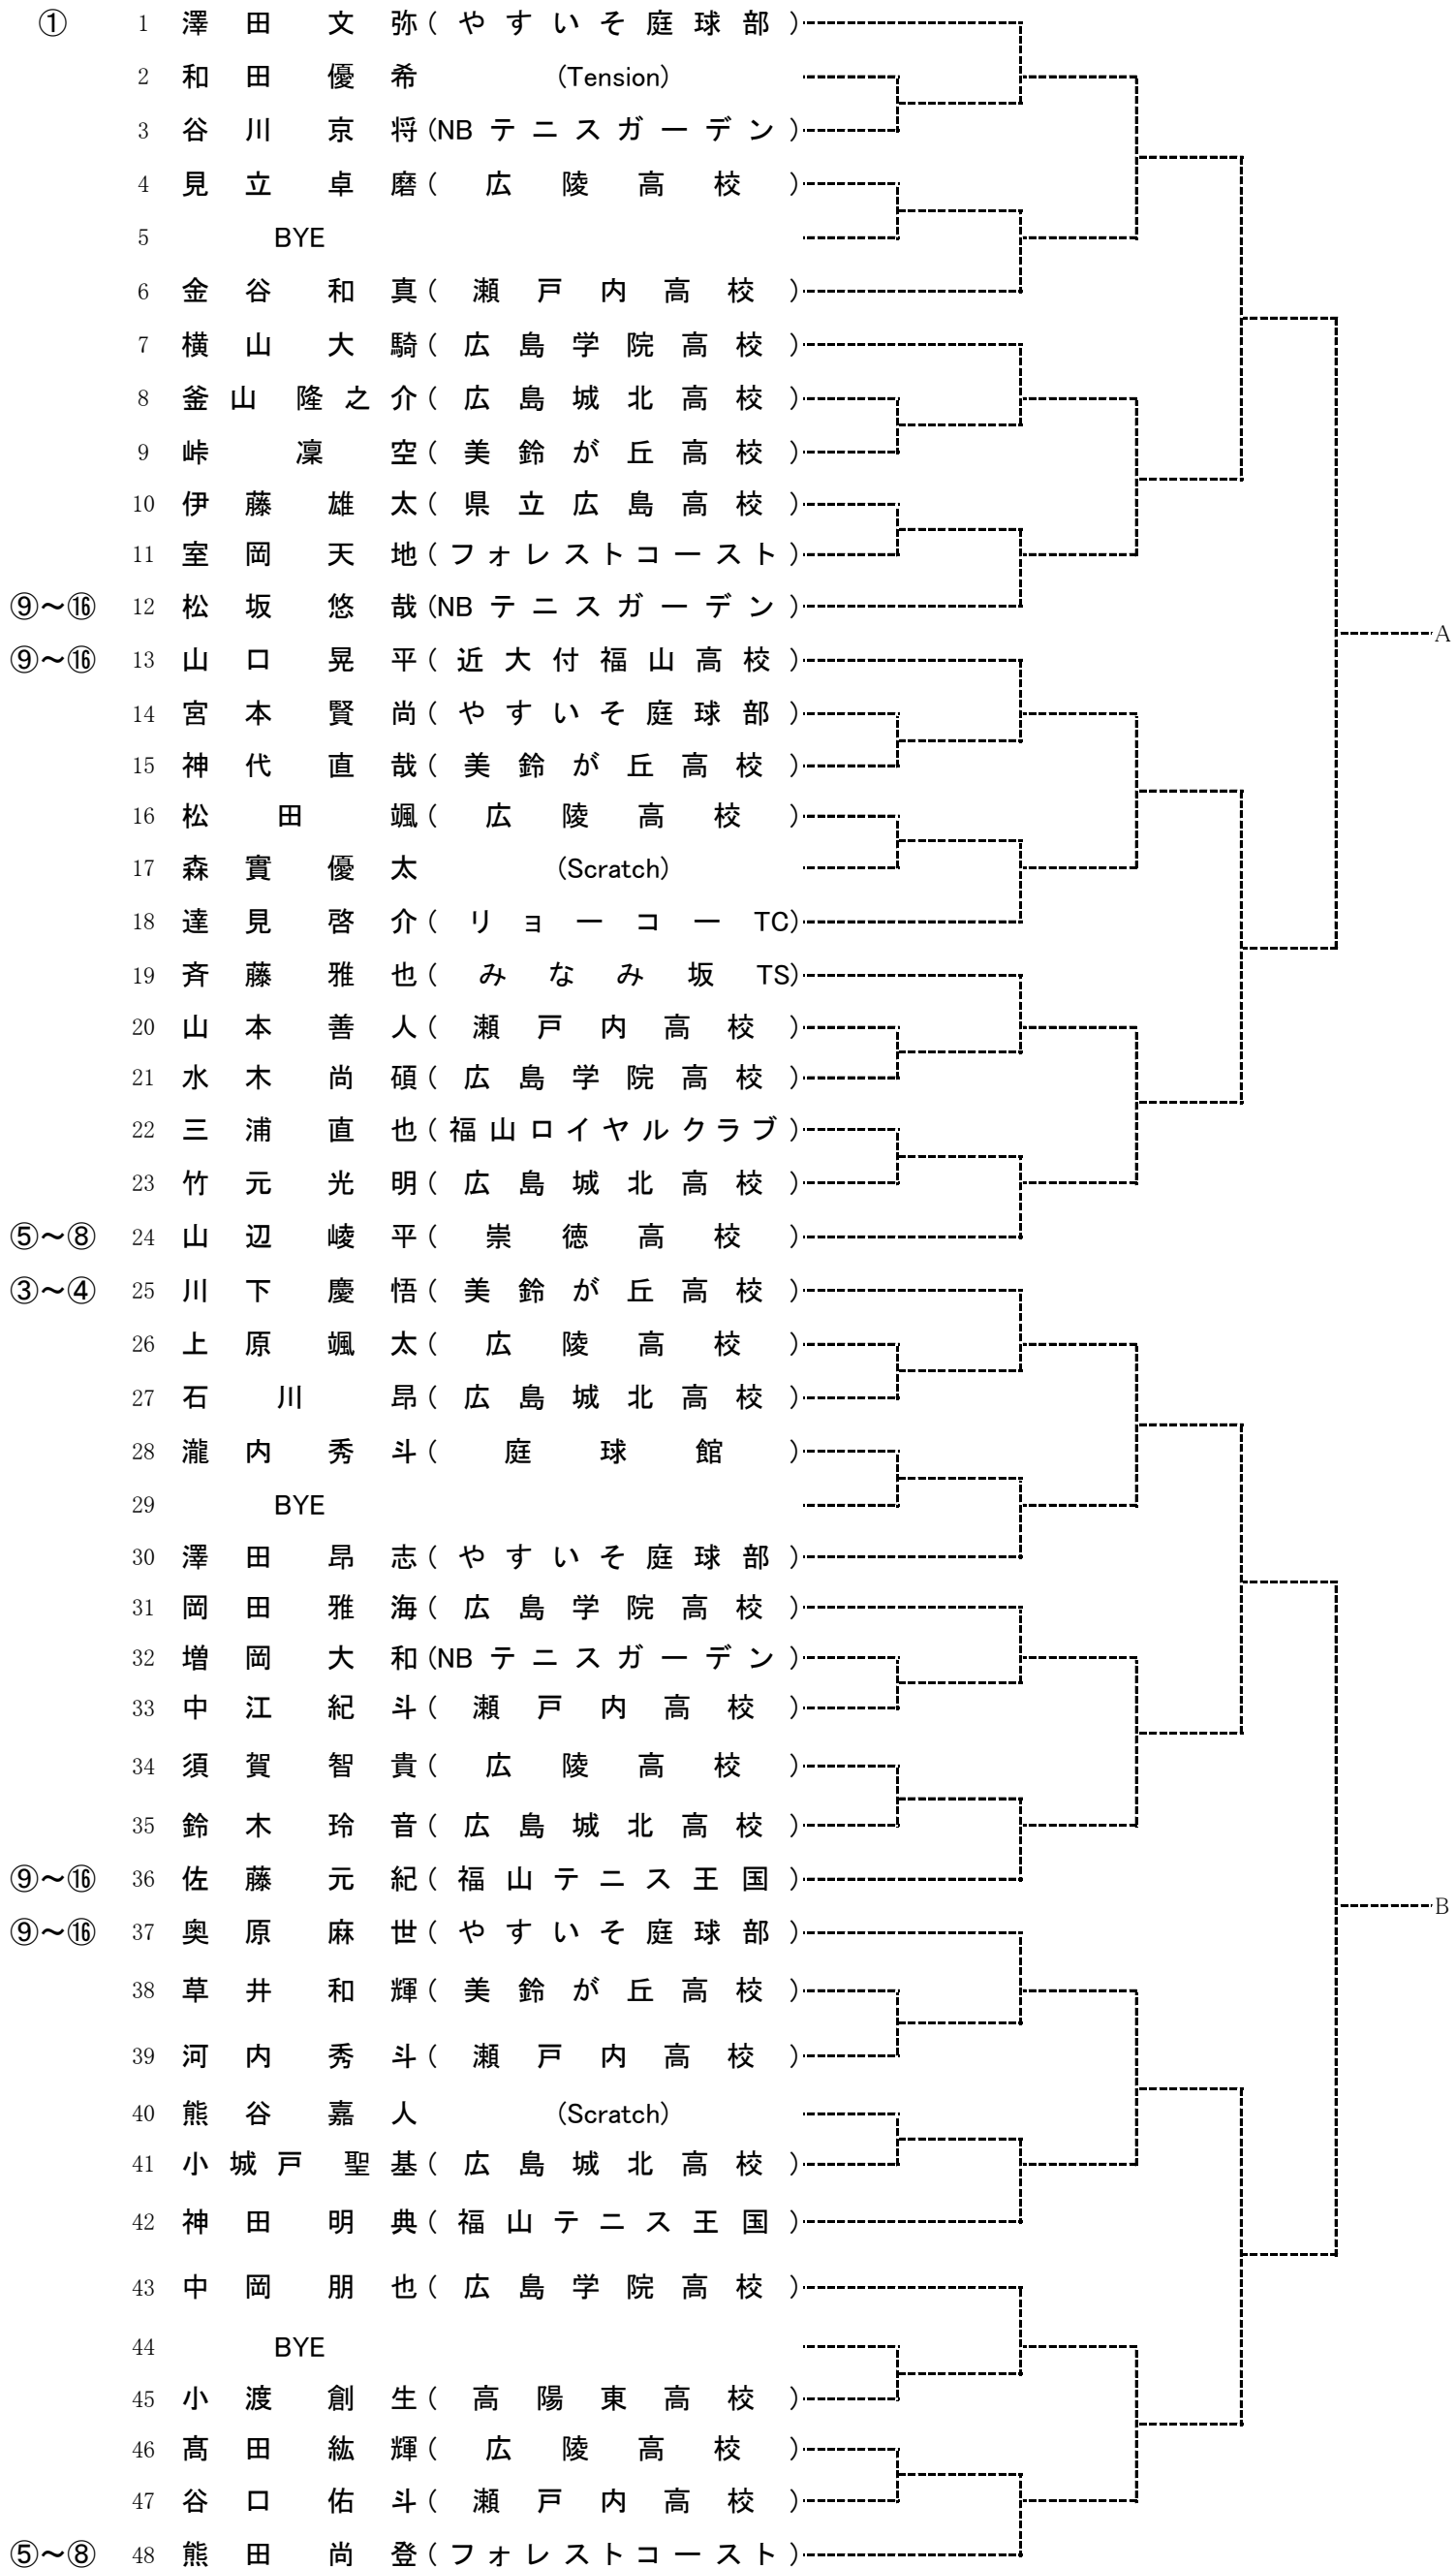 ① 1 澤田 文弥(やすいそ庭球部)
2 和田 優希 (Tension)
3 谷川 京将(NBテニスガーデン)
4 見立 卓磨(広陵高校)
5 BYE
6 金谷 和真(瀬戸内高校)
7 横山 大騎(広島学院高校)
8 釜山 隆之介(広島城北高校)
9 峠 凜空(美鈴が丘高校)
10 伊藤 雄太(県立広島高校)
11 室岡 天地(フォレストコースト)
⑨～⑯ 12 松坂 悠哉(NBテニスガーデン)
A
⑨～⑯ 13 山口 晃平(近大付福山高校)
14 宮本 賢尚(やすいそ庭球部)
15 神代 直哉(美鈴が丘高校)
16 松田 颯(広陵高校)
17 森實 優太 (Scratch)
18 達見 啓介(リョーコーTC)
19 斉藤 雅也(みなみ坂TS)
20 山本 善人(瀬戸内高校)
21 水木 尚碩(広島学院高校)
22 三浦 直也(福山ロイヤルクラブ)
23 竹元 光明(広島城北高校)
⑤～⑧ 24 山辺 崚平(崇徳高校)
③～④ 25 川下 慶悟(美鈴が丘高校)
26 上原 颯太(広陵高校)
27 石川 昂(広島城北高校)
28 瀧内 秀斗(庭球館)
29 BYE
30 澤田 昂志(やすいそ庭球部)
31 岡田 雅海(広島学院高校)
32 増岡 大和(NBテニスガーデン)
33 中江 紀斗(瀬戸内高校)
34 須賀 智貴(広陵高校)
35 鈴木 玲音(広島城北高校)
⑨～⑯ 36 佐藤 元紀(福山テニス王国)
B
⑨～⑯ 37 奥原 麻世(やすいそ庭球部)
38 草井 和輝(美鈴が丘高校)
39 河内 秀斗(瀬戸内高校)
40 熊谷 嘉人 (Scratch)
41 小城戸 聖基(広島城北高校)
42 神田 明典(福山テニス王国)
43 中岡 朋也(広島学院高校)
44 BYE
45 小渡 創生(高陽東高校)
46 髙田 紘輝(広陵高校)
47 谷口 佑斗(瀬戸内高校)
⑤～⑧ 48 熊田 尚登(フォレストコースト)